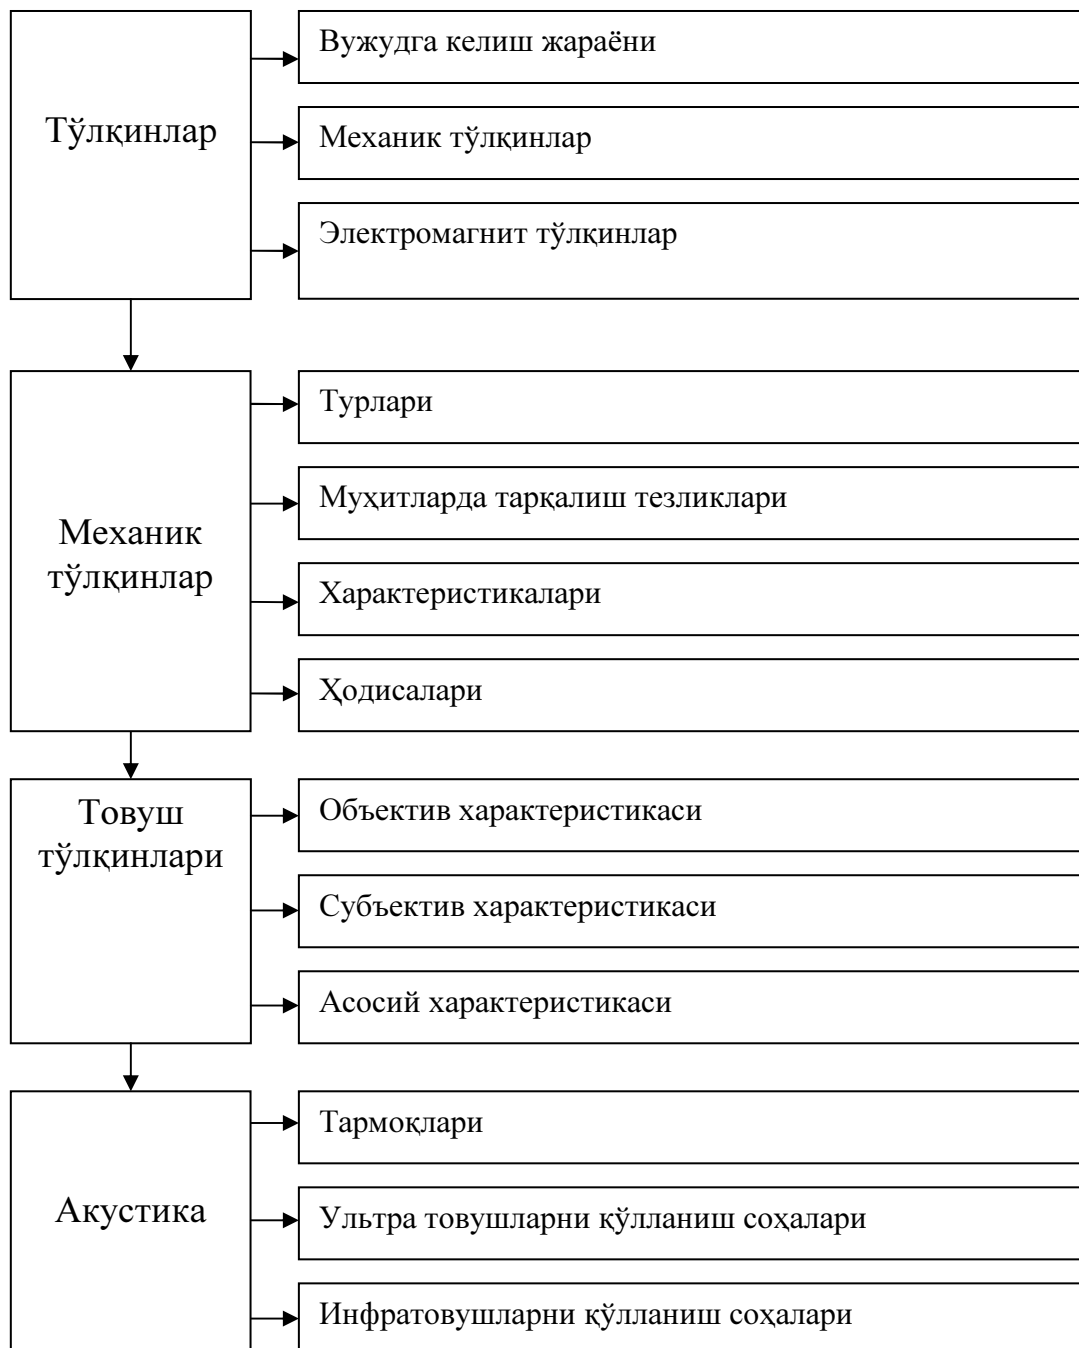 Тўлқинлар
Вужудга келиш жараёни
Механик тўлқинлар
Электромагнит тўлқинлар
Механик
тўлқинлар
Турлари
Муҳитларда тарқалиш тезликлари
Характеристикалари
Ҳодисалари
Товуш
тўлқинлари
Объектив характеристикаси
Субъектив характеристикаси
Асосий характеристикаси
Акустика
Тармоқлари
Ультра товушларни қўлланиш соҳалари
Инфратовушларни қўлланиш соҳалари